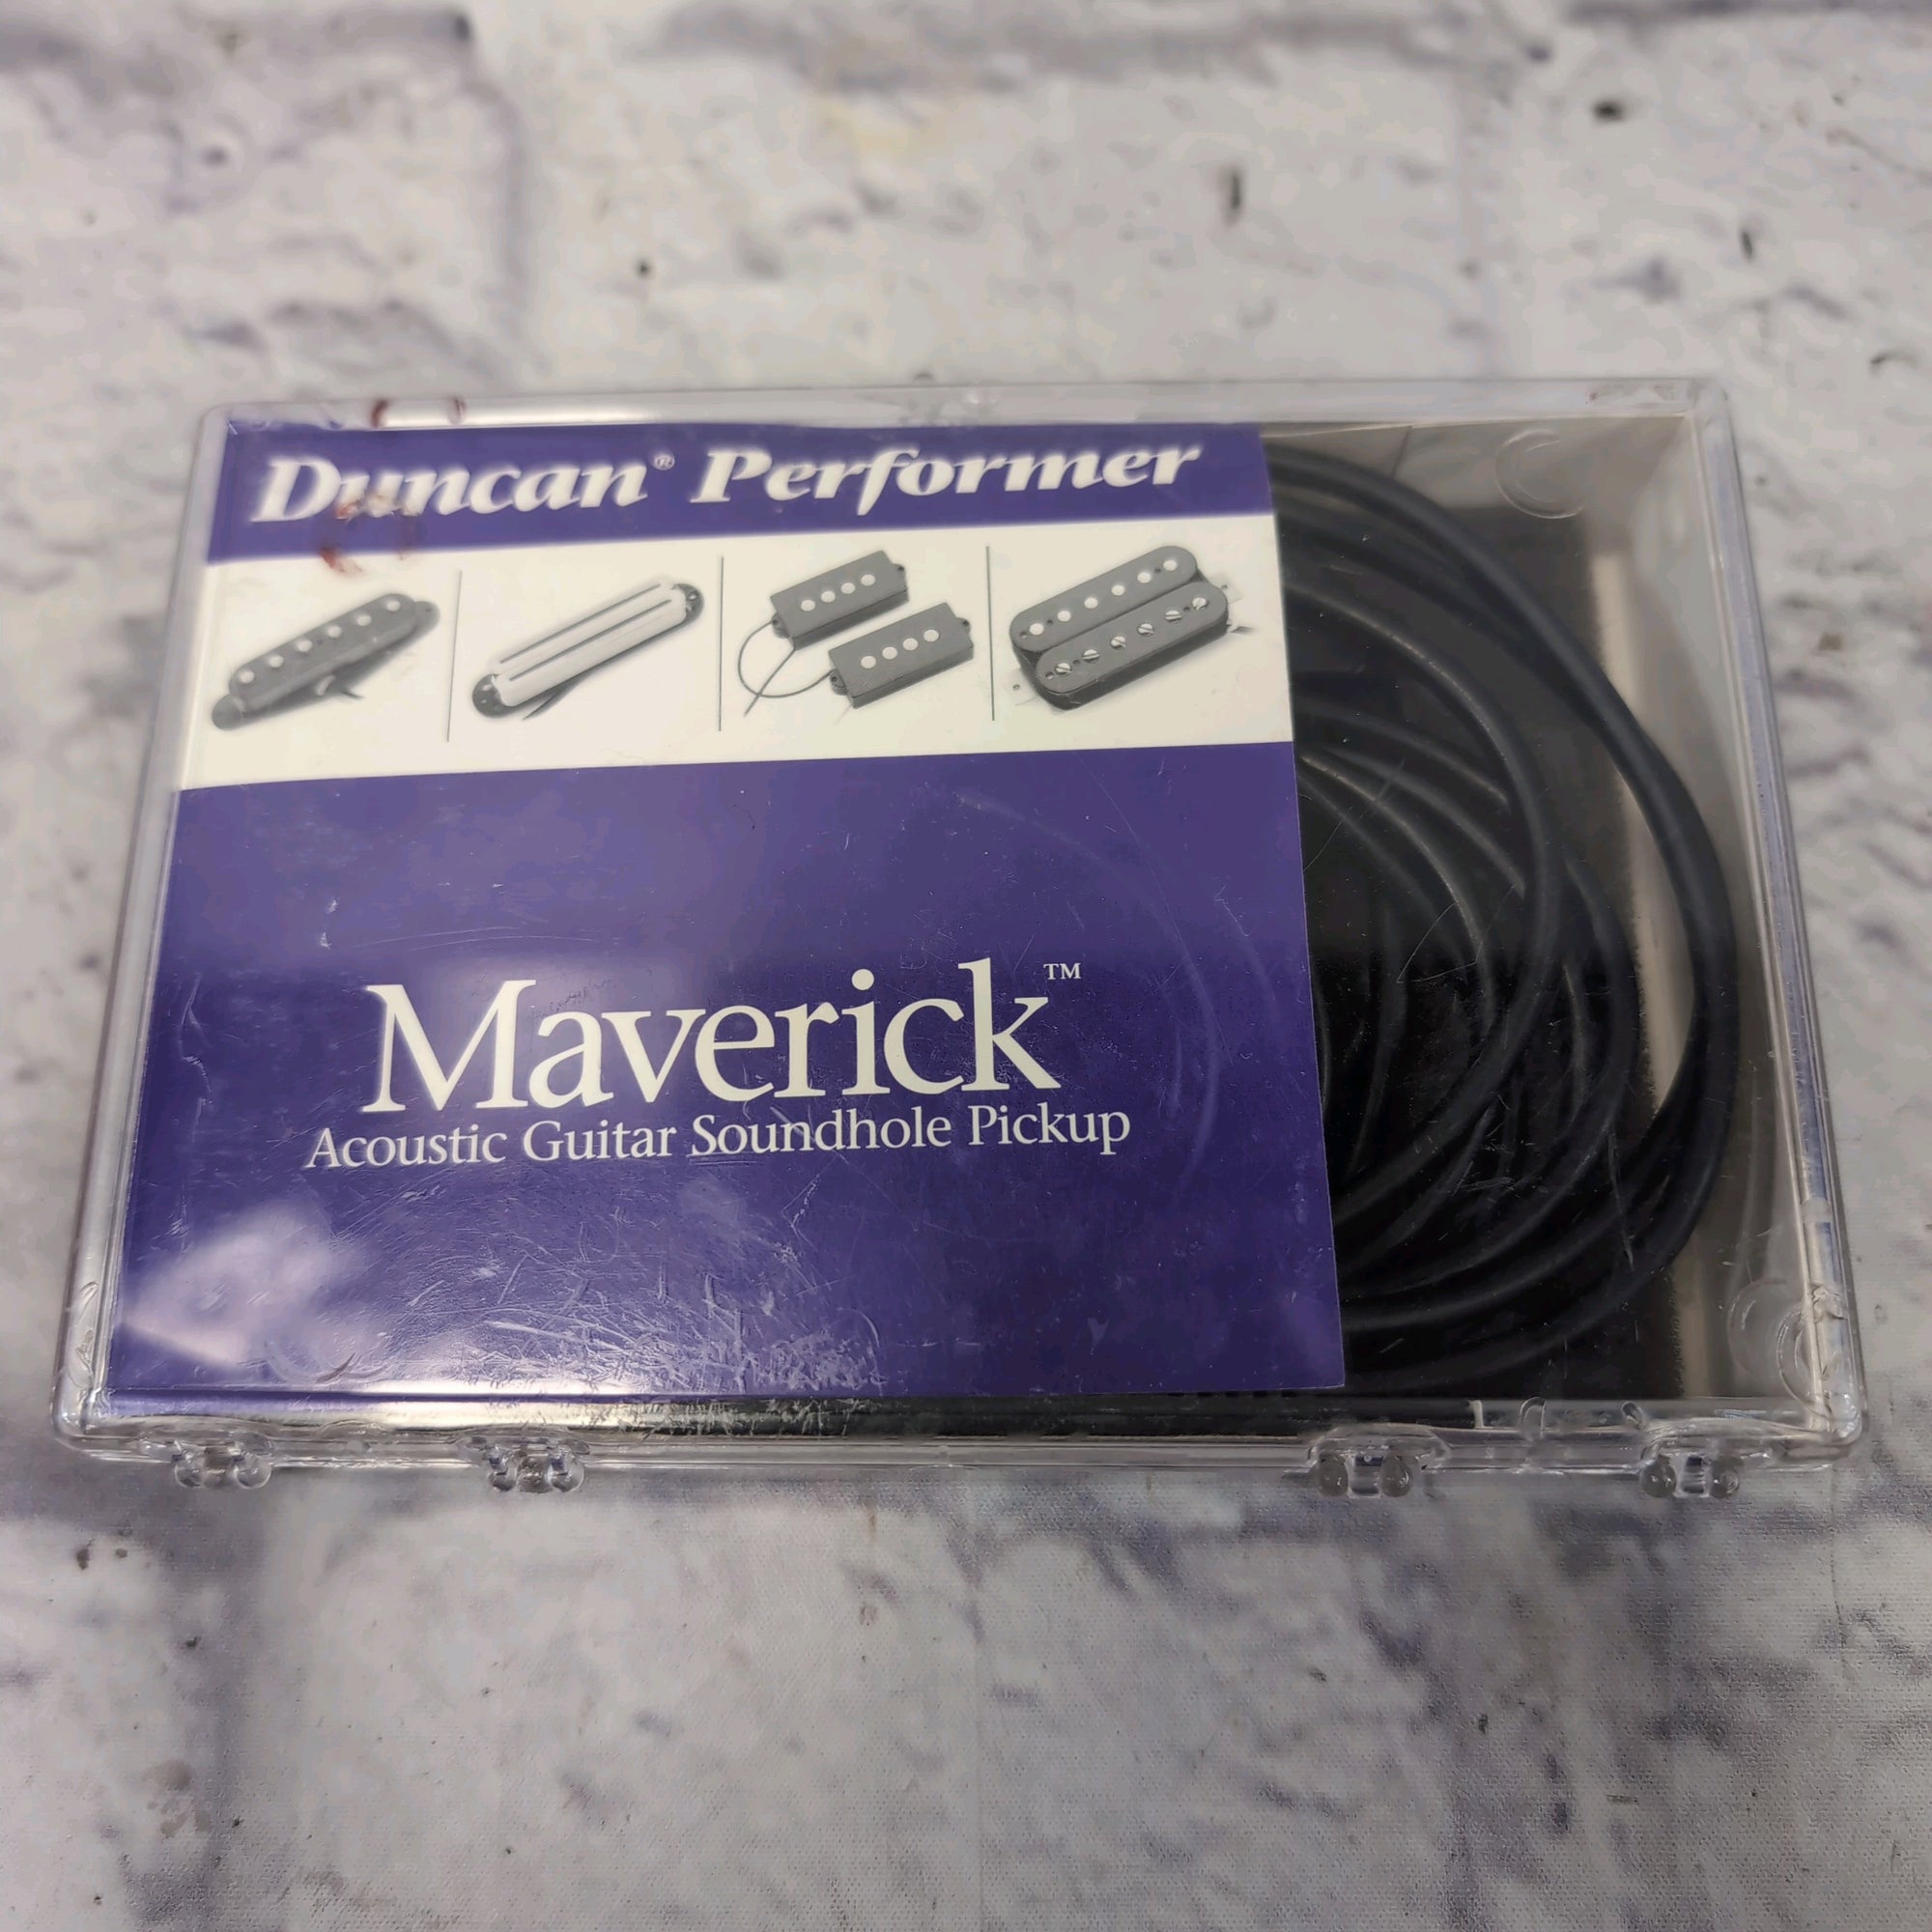 Duncan® Performer
Maverick™
Acoustic Guitar Soundhole Pickup